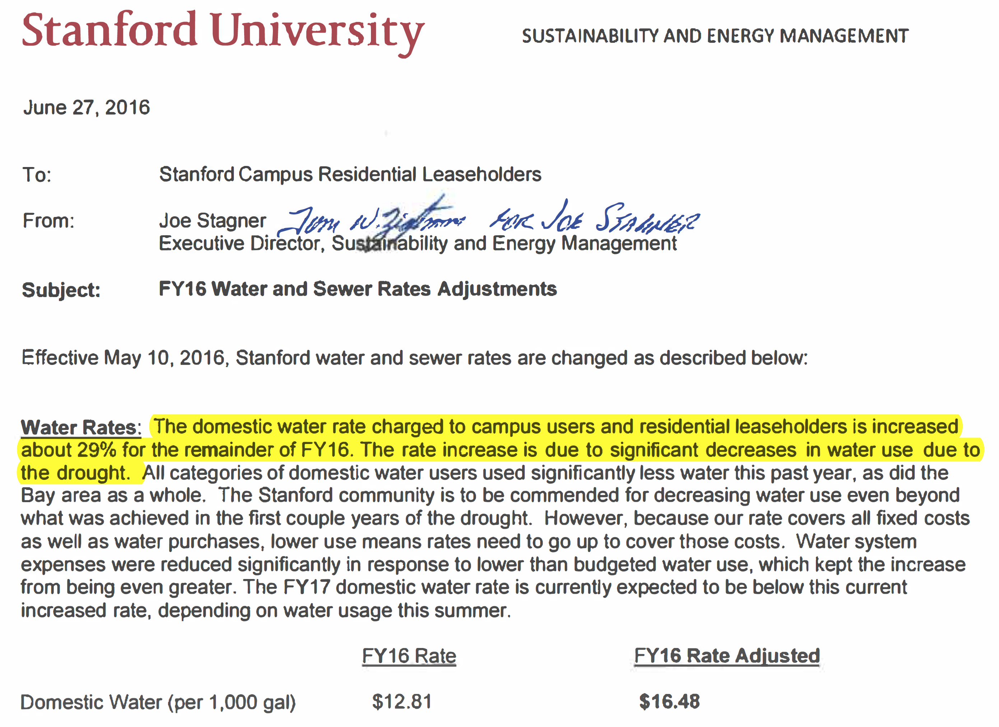 Stanford University
SUSTAINABILITY AND ENERGY MANAGEMENT
June 27, 2016
To: Stanford Campus Residential Leaseholders
From: Joe Stagner Tom W. FOR JOE STAGNER
Executive Director, Sustainability and Energy Management
Subject: FY16 Water and Sewer Rates Adjustments
Effective May 10, 2016, Stanford water and sewer rates are changed as described below:
Water Rates: The domestic water rate charged to campus users and residential leaseholders is increased
about 29% for the remainder of FY16. The rate increase is due to significant decreases in water use due to
the drought. All categories of domestic water users used significantly less water this past year, as did the
Bay area as a whole. The Stanford community is to be commended for decreasing water use even beyond
what was achieved in the first couple years of the drought. However, because our rate covers all fixed costs
as well as water purchases, lower use means rates need to go up to cover those costs. Water system
expenses were reduced significantly in response to lower than budgeted water use, which kept the increase
from being even greater. The FY17 domestic water rate is currently expected to be below this current
increased rate, depending on water usage this summer.
FY16 Rate FY16 Rate Adjusted
Domestic Water (per 1,000 gal) $12.81 $16.48